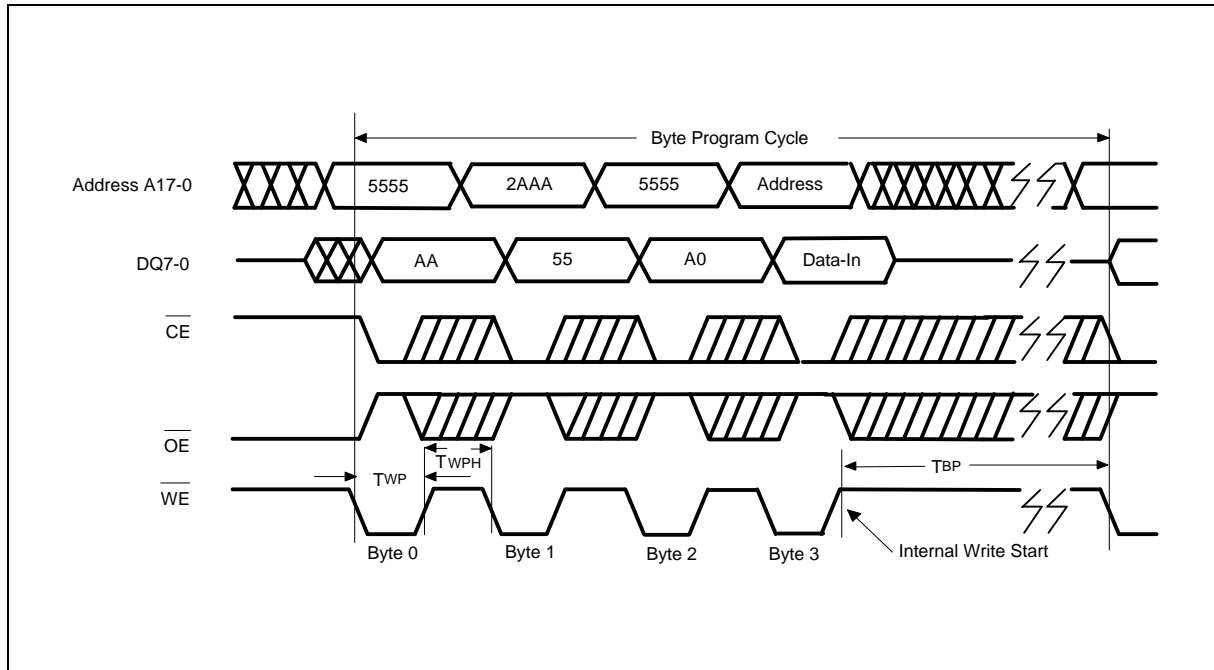 Byte Program Cycle
Address A17-0
5555
2AAA
5555
Address
DQ7-0
AA
55
A0
Data-In
CE
OE
TWP
TWPH
TBP
WE
Byte 0
Byte 1
Byte 2
Byte 3
Internal Write Start